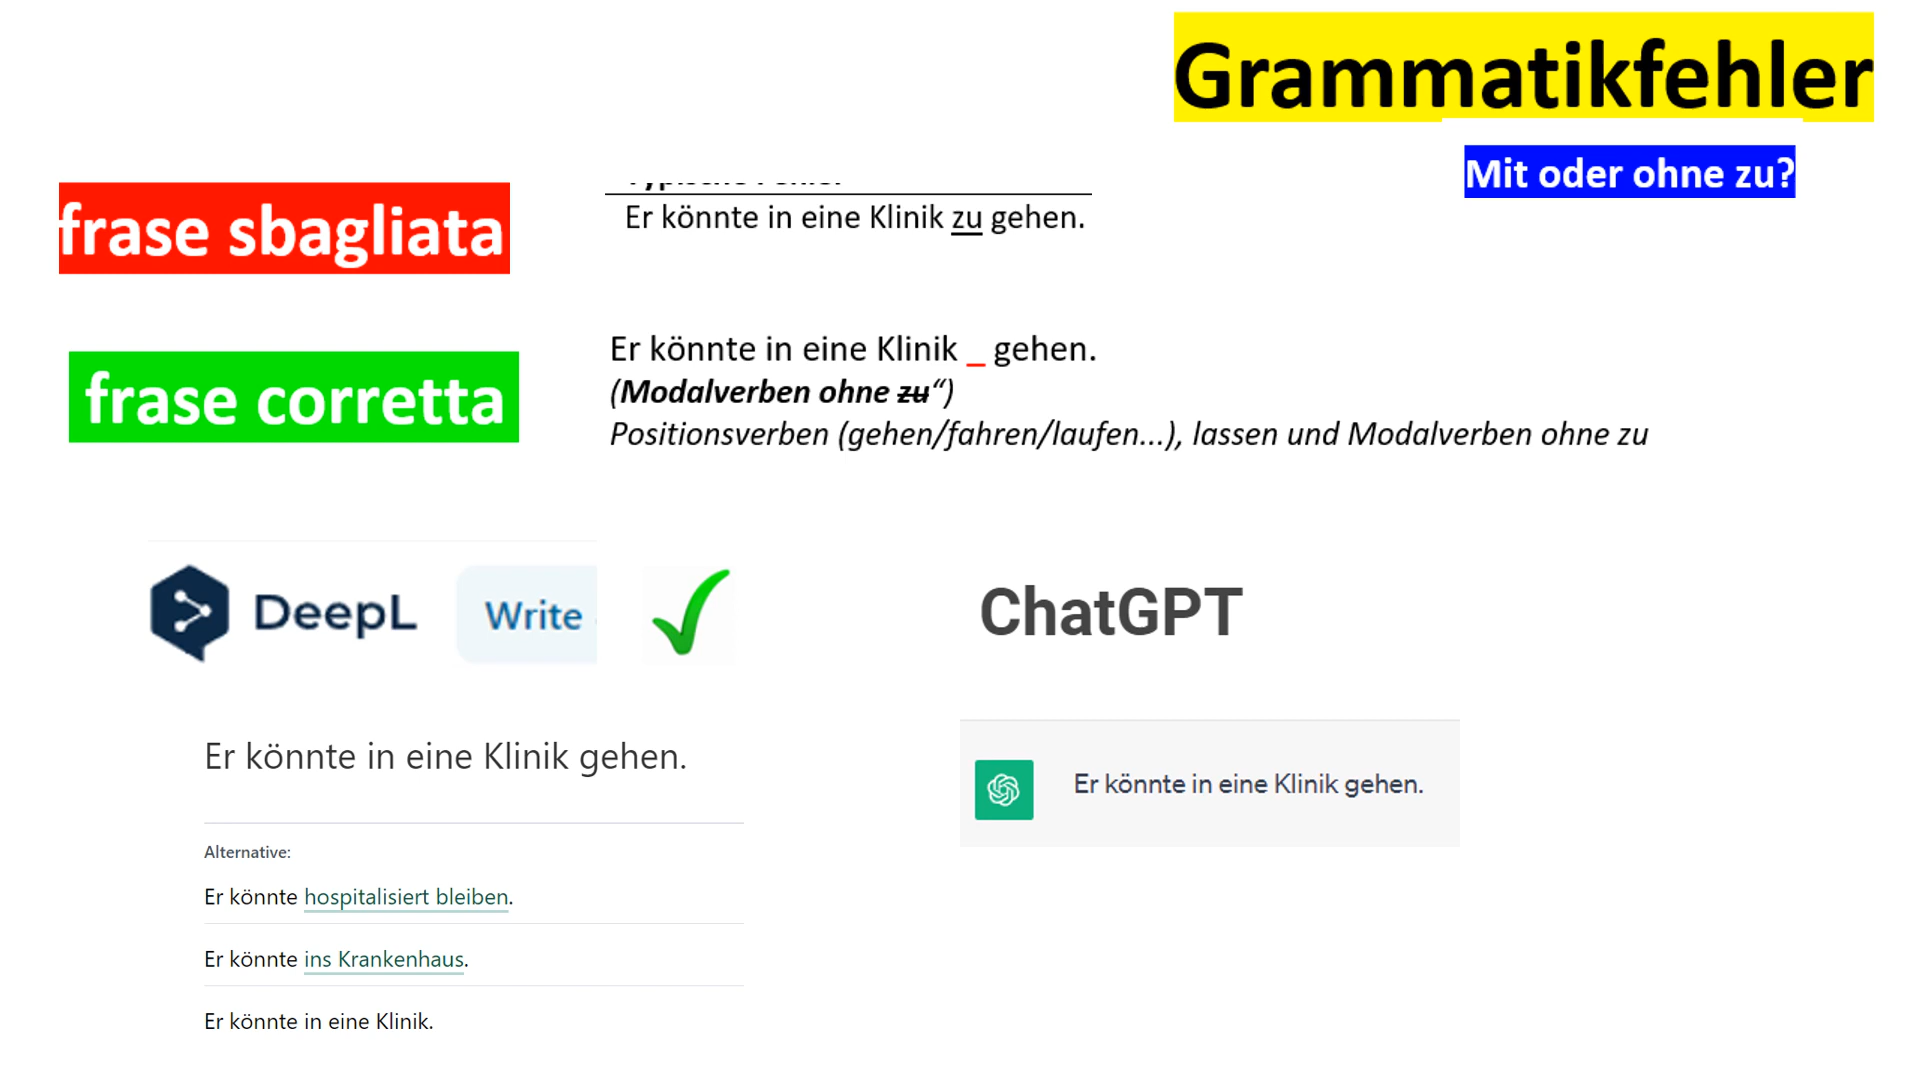 Grammatikfehler
Mit oder ohne zu?
frase sbagliata
Er könnte in eine Klinik zu gehen.
frase corretta
Er könnte in eine Klinik _ gehen.
(Modalverben ohne zu“)
Positionsverben (gehen/fahren/laufen...), lassen und Modalverben ohne zu
DeepL Write
ChatGPT
Er könnte in eine Klinik gehen.
Alternative:
Er könnte hospitalisiert bleiben.
Er könnte ins Krankenhaus.
Er könnte in eine Klinik.
Er könnte in eine Klinik gehen.